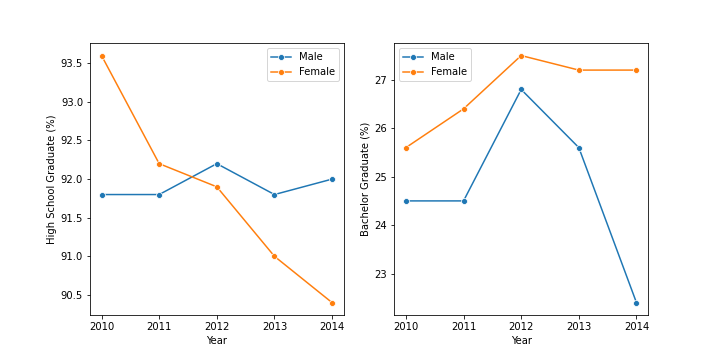 High School Graduate (%)
93.5
93.0
92.5
92.0
91.5
91.0
90.5
2010 2011 2012 2013 2014
Year
Male
Female
Bachelor Graduate (%)
27
26
25
24
23
2010 2011 2012 2013 2014
Year
Male
Female